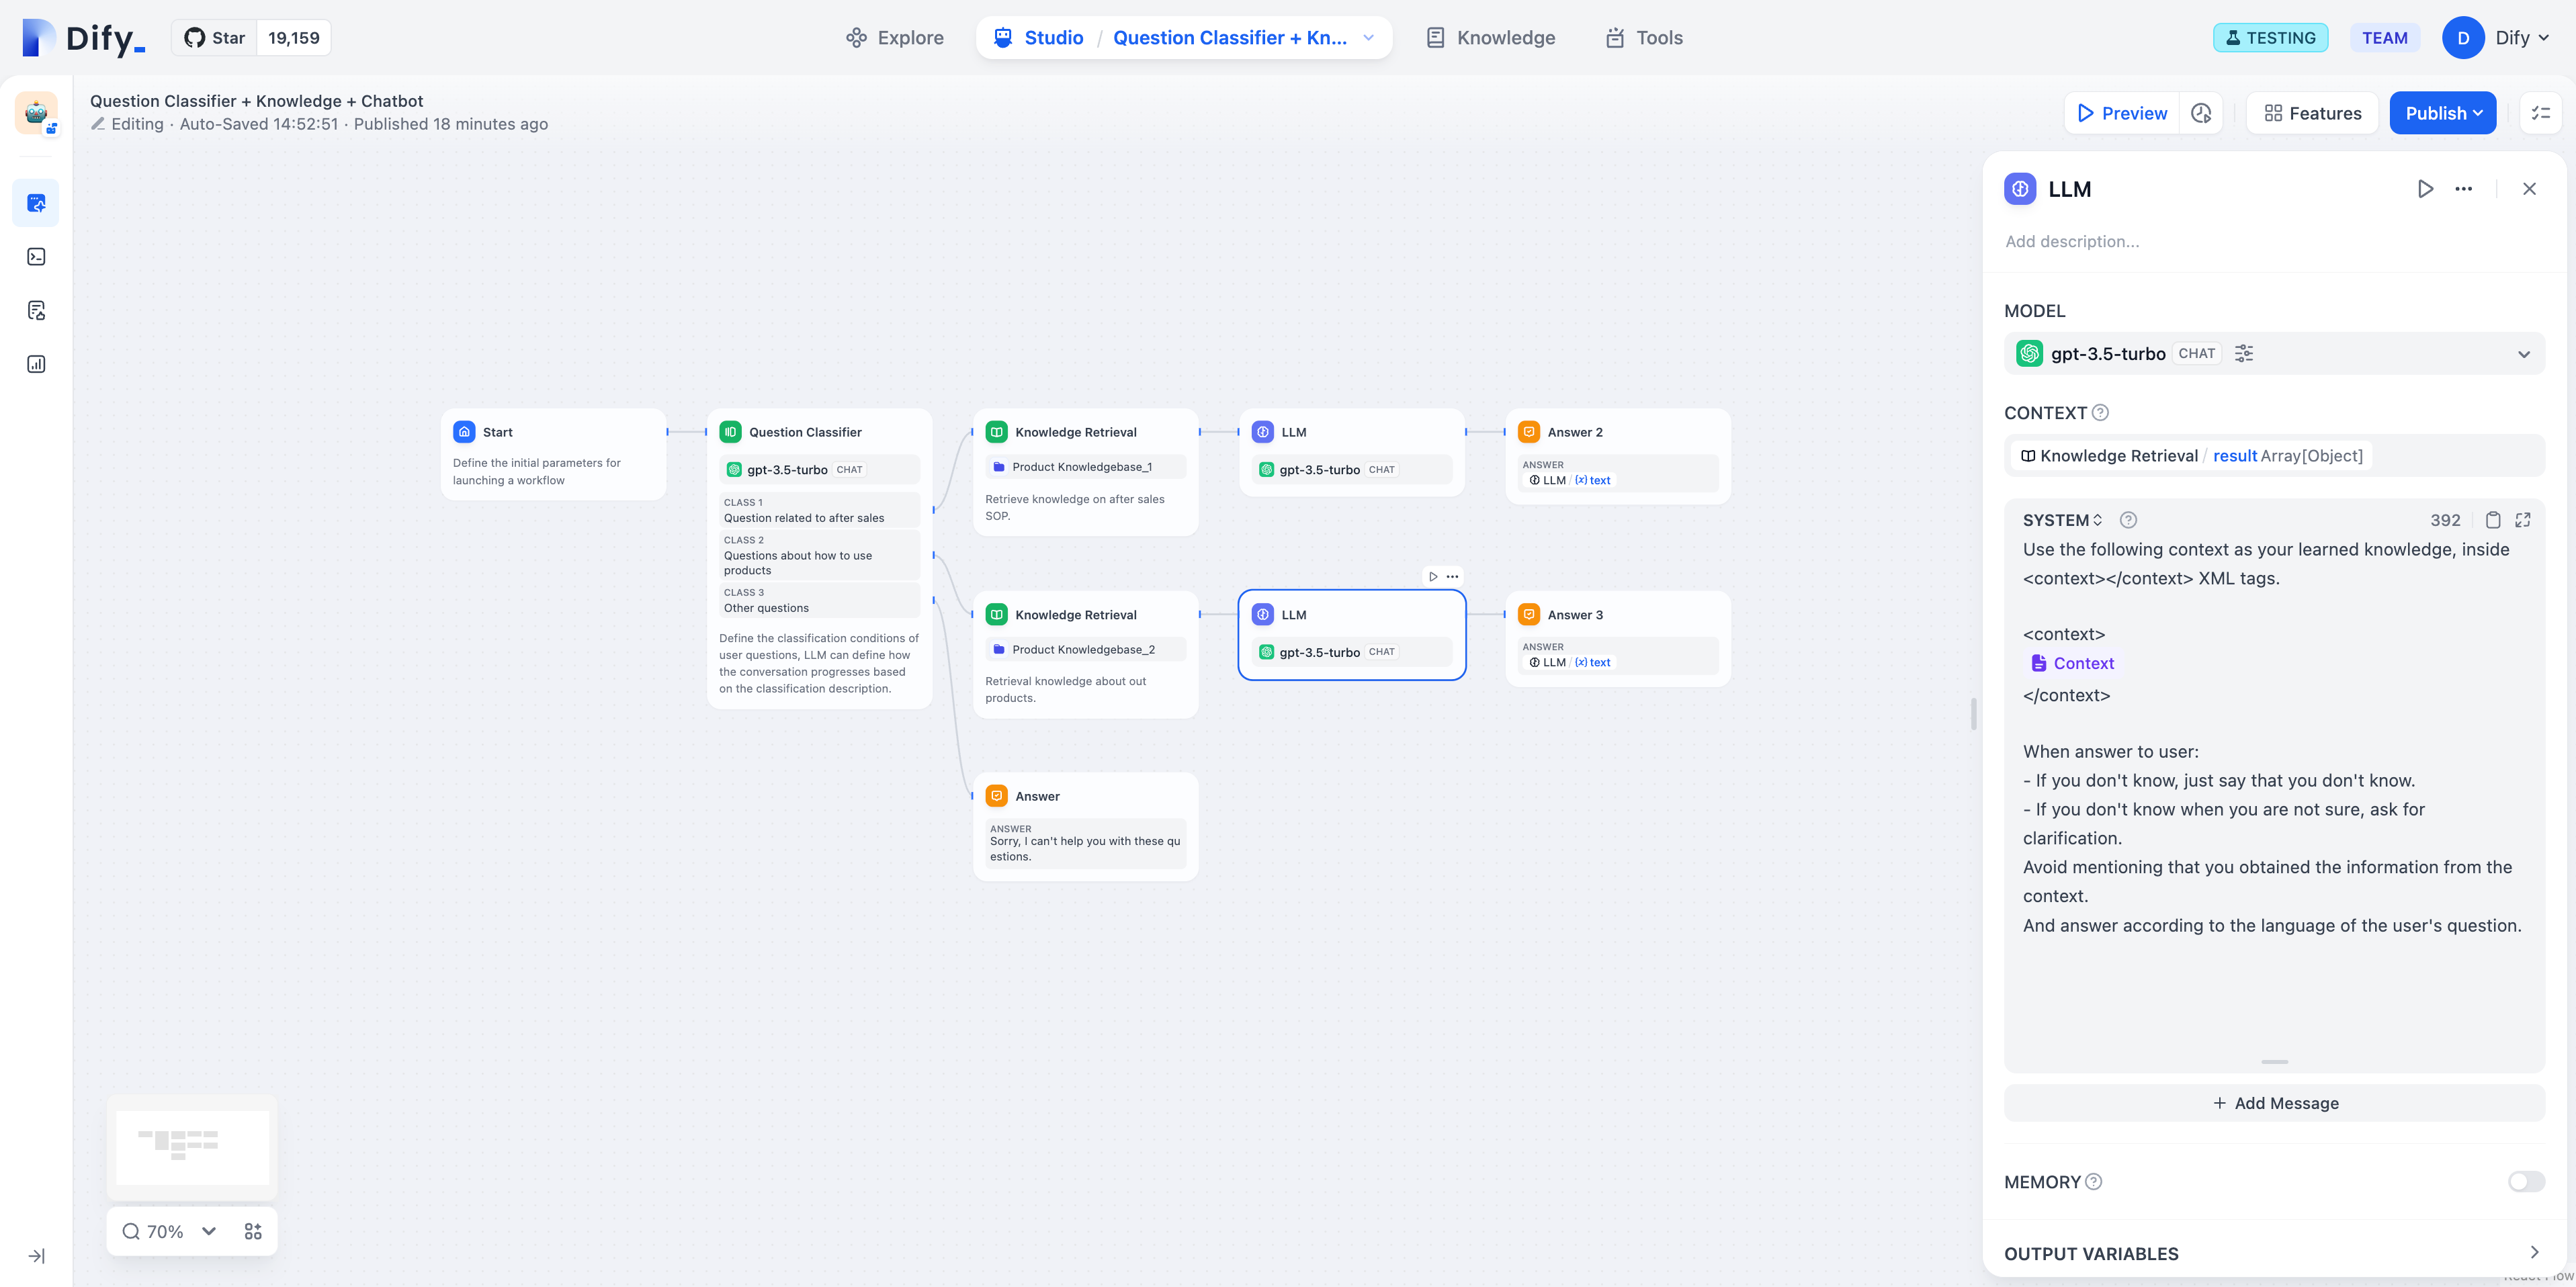 Dify_
Star 19,159
Explore
Studio / Question Classifier + Kn...
Knowledge
Tools
TESTING
TEAM
D
Dify
Question Classifier + Knowledge + Chatbot
Editing · Auto-Saved 14:52:51 · Published 18 minutes ago
Preview
Features
Publish
Start
Define the initial parameters for
launching a workflow
Question Classifier
gpt-3.5-turbo CHAT
CLASS 1
Question related to after sales
CLASS 2
Questions about how to use
products
CLASS 3
Other questions
Define the classification conditions of
user questions, LLM can define how
the conversation progresses based
on the classification description.
Knowledge Retrieval
Product Knowledgebase_1
Retrieve knowledge on after sales
SOP.
LLM
gpt-3.5-turbo CHAT
Answer 2
ANSWER
LLM / (x) text
Knowledge Retrieval
Product Knowledgebase_2
Retrieval knowledge about out
products.
LLM
gpt-3.5-turbo CHAT
Answer 3
ANSWER
LLM / (x) text
Answer
ANSWER
Sorry, I can't help you with these qu
estions.
70%
LLM
Add description...
MODEL
gpt-3.5-turbo CHAT
CONTEXT
Knowledge Retrieval / result Array[Object]
SYSTEM 392
Use the following context as your learned knowledge, inside
<context></context> XML tags.
<context>
Context
</context>
When answer to user:
- If you don't know, just say that you don't know.
- If you don't know when you are not sure, ask for
clarification.
Avoid mentioning that you obtained the information from the
context.
And answer according to the language of the user's question.
+ Add Message
MEMORY
OUTPUT VARIABLES